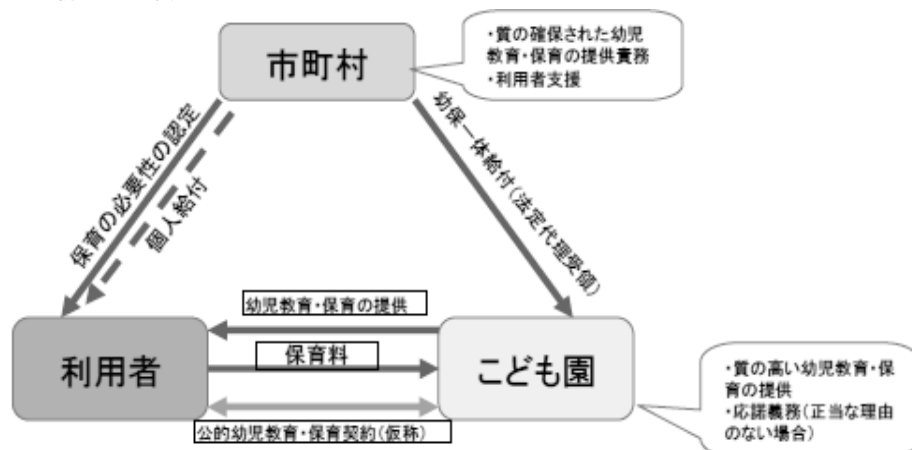 市町村
・質の確保された幼児
教育・保育の提供責務
・利用者支援
保育の必要性の認定
個人給付
幼保一体給付(法定代理受領)
幼児教育・保育の提供
利用者
保育料
こども園
公的幼児教育・保育契約(仮称)
・質の高い幼児教育・保
育の提供
・応諾義務(正当な理由
のない場合)